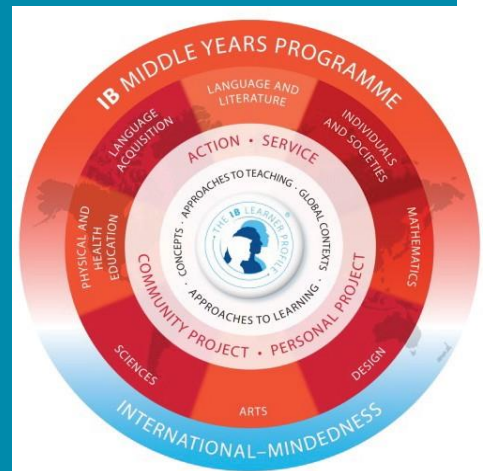 IB MIDDLE YEARS PROGRAMME
LANGUAGE AND
LITERATURE
LANGUAGE
ACQUISITION
INDIVIDUALS
AND SOCIETIES
PHYSICAL AND
HEALTH
EDUCATION
MATHEMATICS
SCIENCES
ARTS
DESIGN
ACTION • SERVICE
COMMUNITY PROJECT • PERSONAL PROJECT
CONCEPTS · APPROACHES TO TEACHING · GLOBAL CONTEXTS ·
APPROACHES TO LEARNING ·
THE IB LEARNER PROFILE
®
INTERNATIONAL–MINDEDNESS